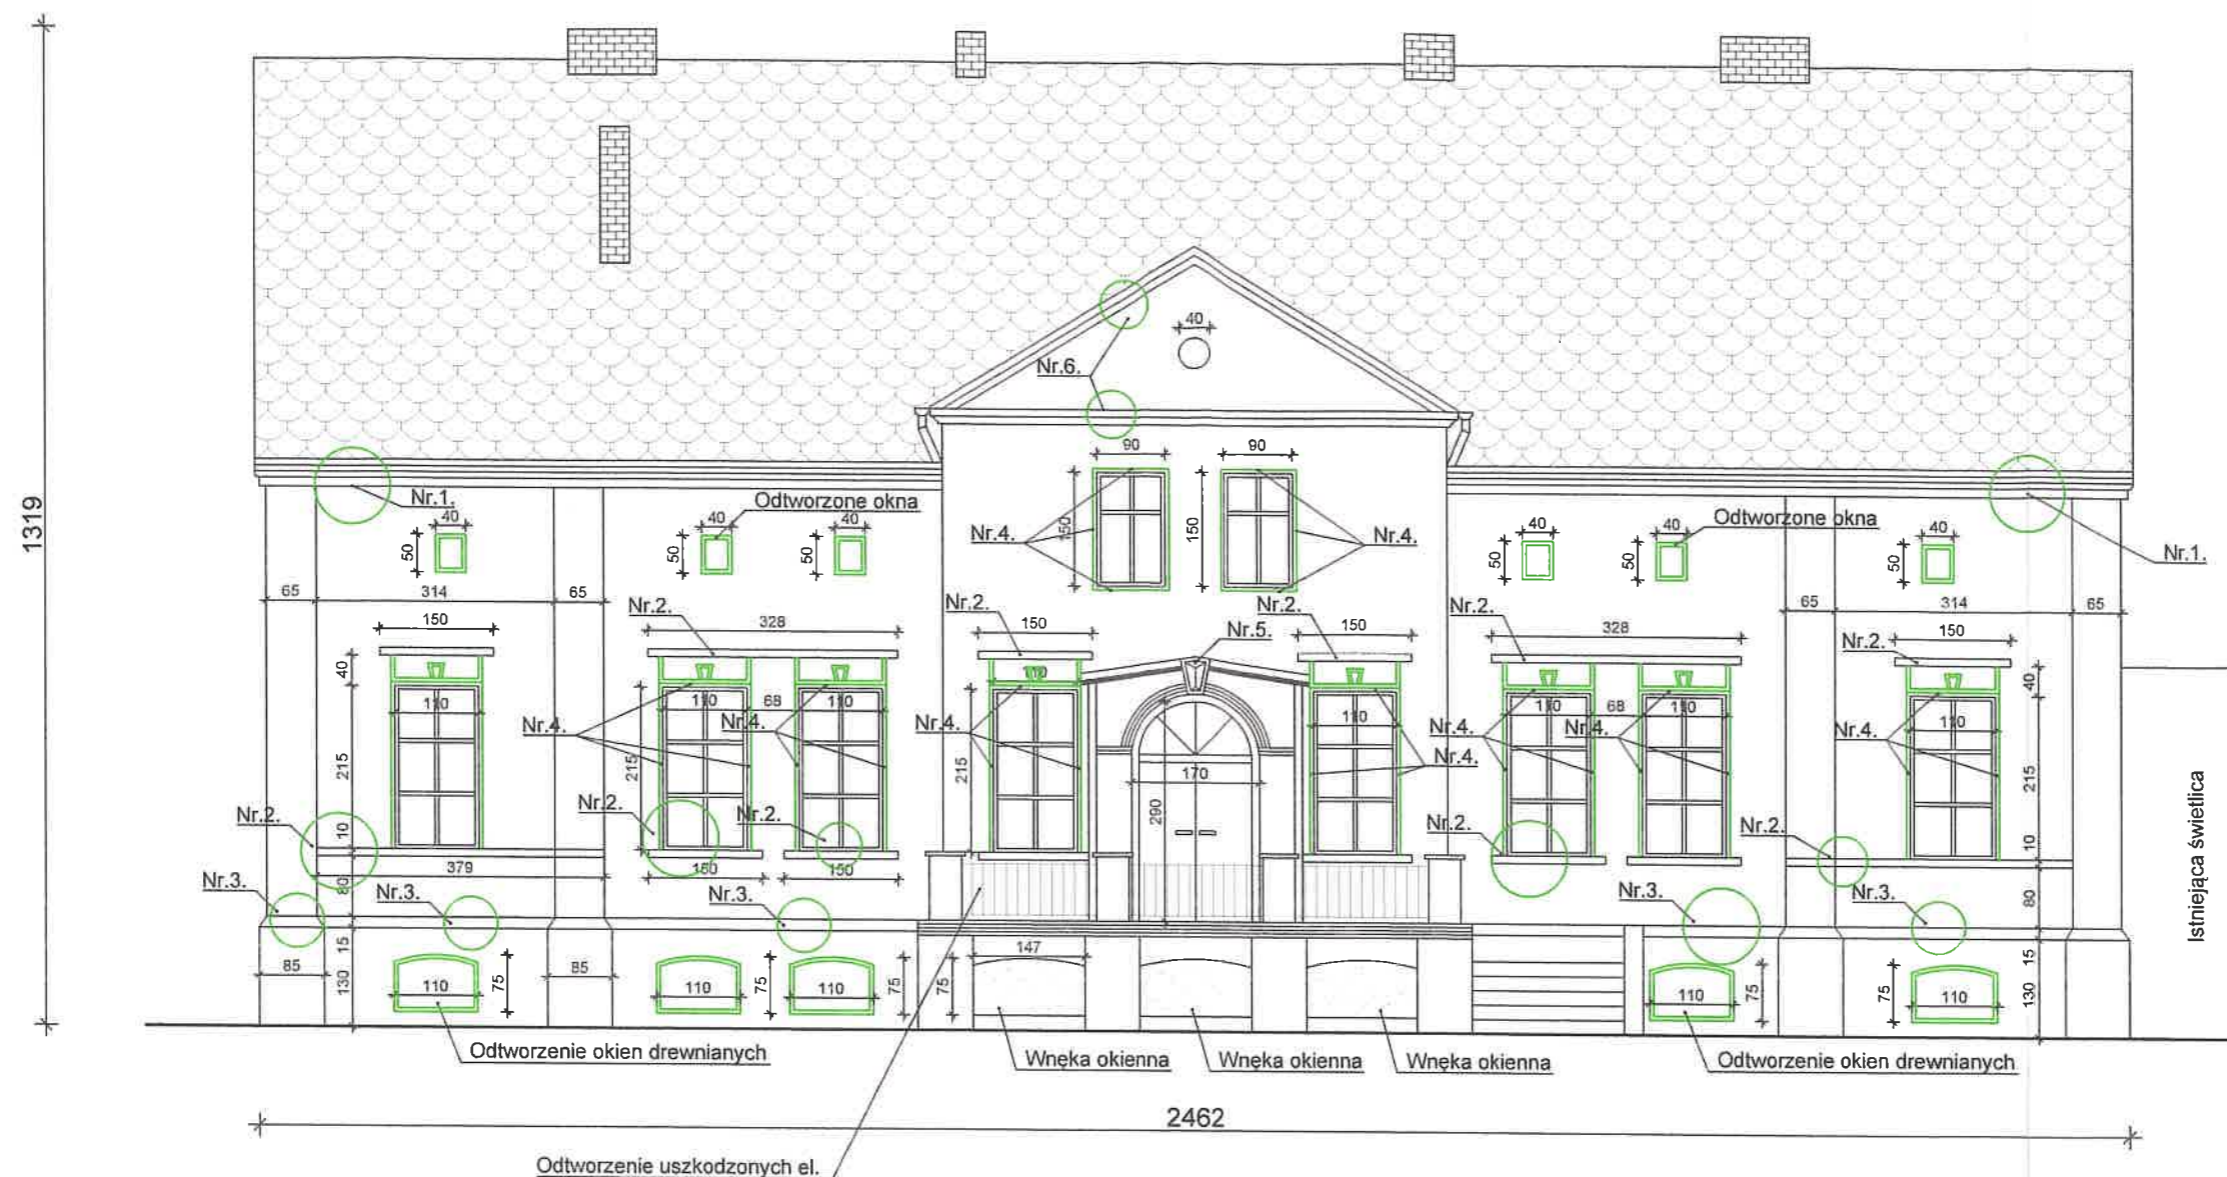 1319
40
Nr.6.
90
90
Nr.1.
Odtworzone okna
Odtworzone okna
40
40
40
40
40
40
50
50
50
150
150
50
50
50
Nr.4.
Nr.4.
Nr.1.
65
314
65
65
314
65
Nr.2.
Nr.2.
Nr.2.
Nr.2.
150
328
150
Nr.5.
150
328
150
Nr.2.
40
40
110
110
68
110
110
110
68
110
110
Nr.4.
Nr.4.
Nr.4.
Nr.4.
Nr.4.
Nr.4.
Nr.4.
215
215
215
170
290
215
Nr.2.
Nr.2.
Nr.2.
Nr.2.
Nr.2.
10
10
379
150
150
80
80
Nr.3.
Nr.3.
Nr.3.
Nr.3.
Nr.3.
15
147
15
85
85
130
110
75
110
75
110
75
75
110
75
75
110
130
Istniejąca świetlica
Odtworzenie okien drewnianych
Wnęka okienna
Wnęka okienna
Wnęka okienna
Odtworzenie okien drewnianych
2462
Odtworzenie uszkodzonych el.